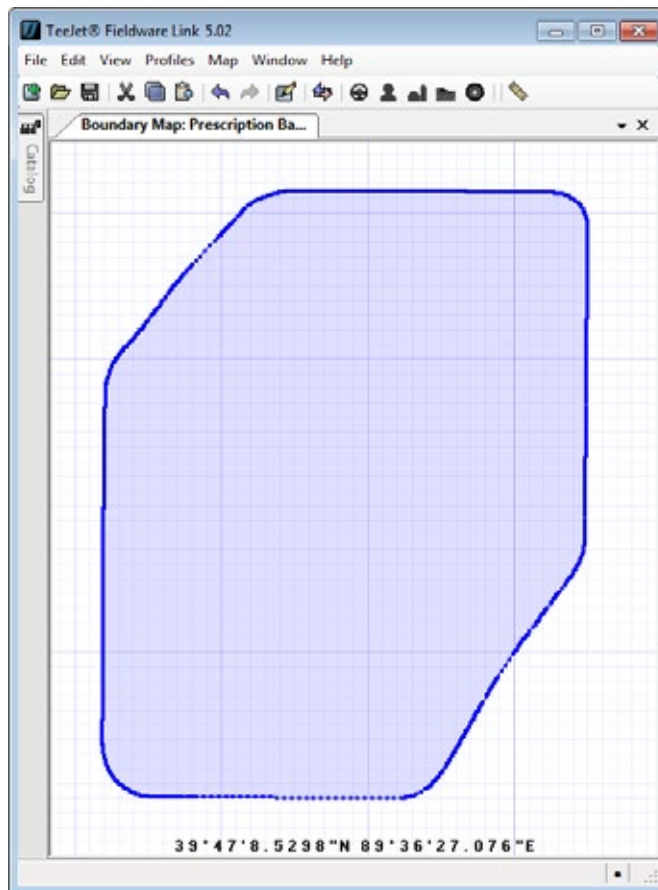 TeeJet® Fieldware Link 5.02
File Edit View Profiles Map Window Help
Boundary Map: Prescription Ba...
Catalog
39°47'8.5298"N 89°36'27.076"E